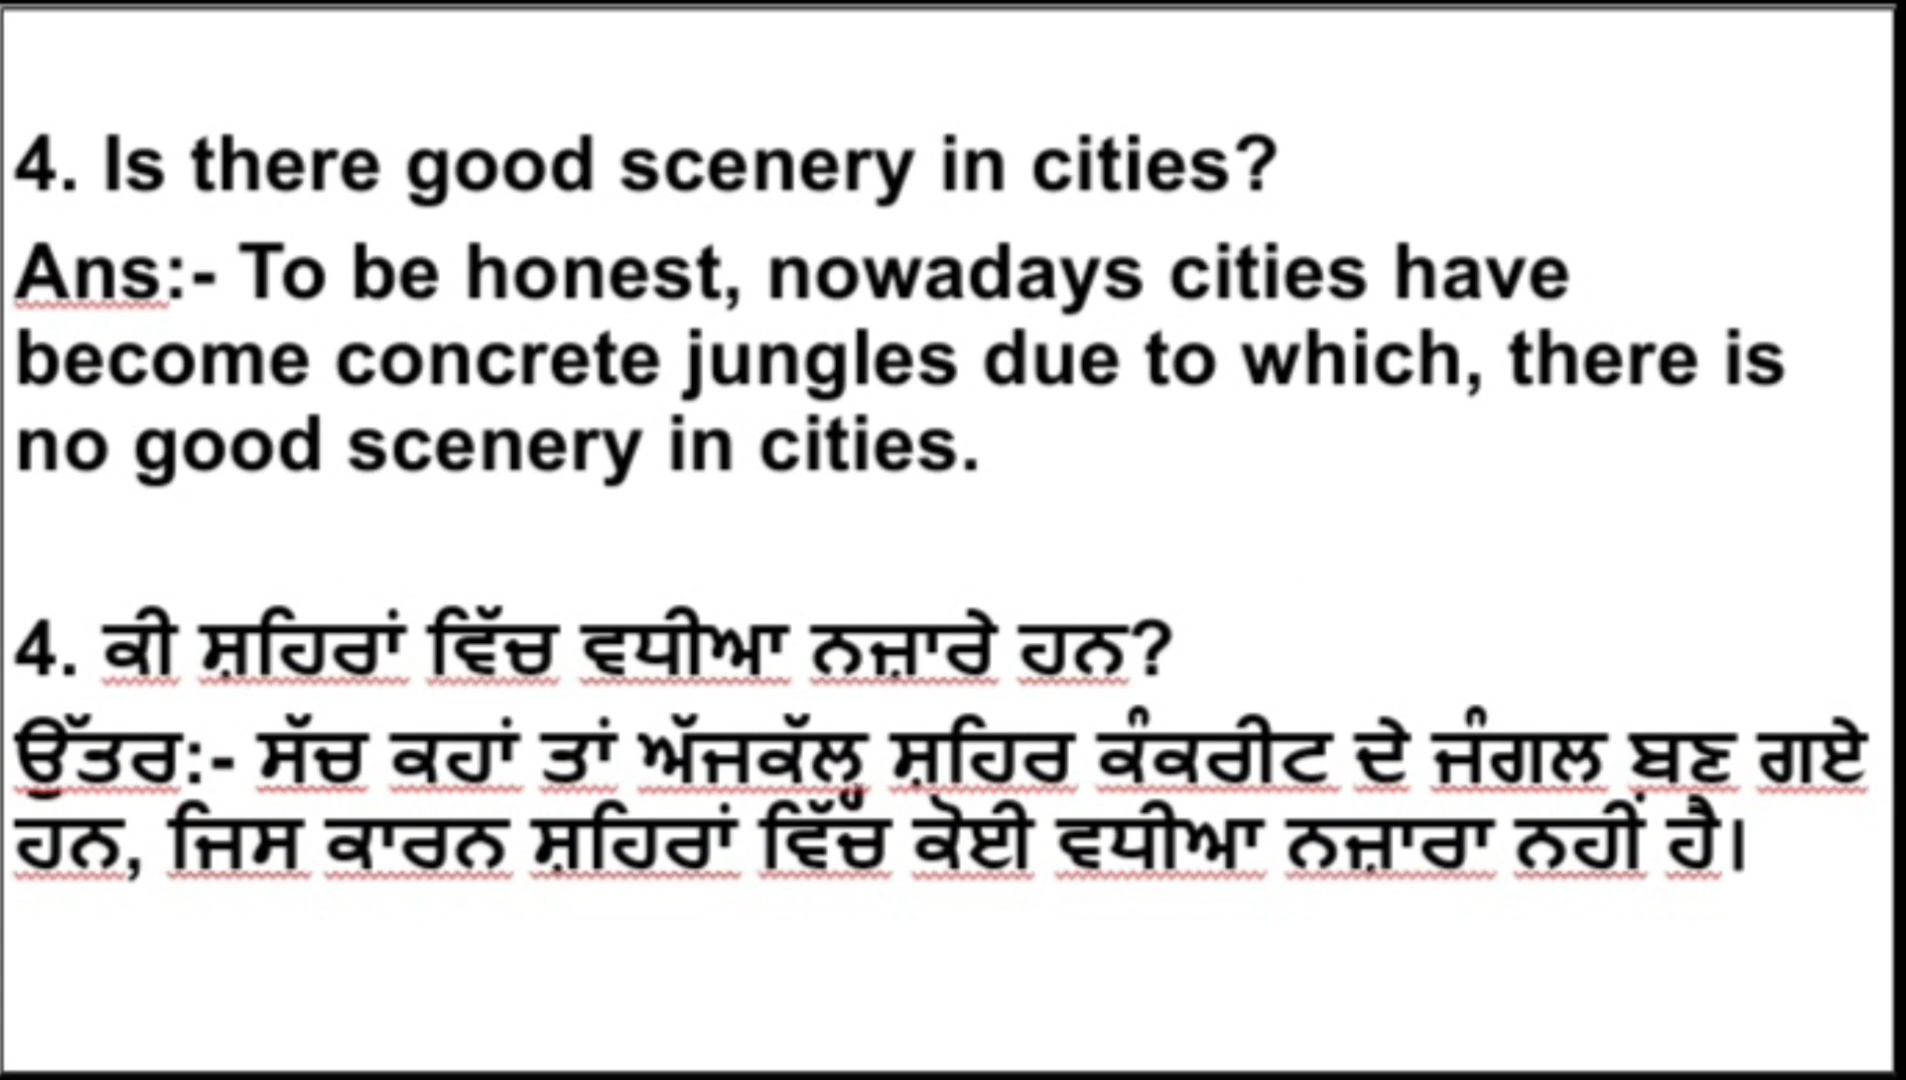 4. Is there good scenery in cities?
Ans:- To be honest, nowadays cities have
become concrete jungles due to which, there is
no good scenery in cities.
4. ਕੀ ਸ਼ਹਿਰਾਂ ਵਿੱਚ ਵਧੀਆ ਨਜ਼ਾਰੇ ਹਨ?
ਉੱਤਰ:- ਸੱਚ ਕਹਾਂ ਤਾਂ ਅੱਜਕੱਲ੍ਹ ਸ਼ਹਿਰ ਕੰਕਰੀਟ ਦੇ ਜੰਗਲ ਬਣ ਗਏ
ਹਨ, ਜਿਸ ਕਾਰਨ ਸ਼ਹਿਰਾਂ ਵਿੱਚ ਕੋਈ ਵਧੀਆ ਨਜ਼ਾਰਾ ਨਹੀਂ ਹੈ।